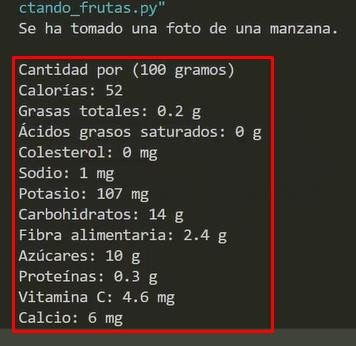 ctando_frutas.py"
Se ha tomado una foto de una manzana.
Cantidad por (100 gramos)
Calorías: 52
Grasas totales: 0.2 g
Ácidos grasos saturados: 0 g
Colesterol: 0 mg
Sodio: 1 mg
Potasio: 107 mg
Carbohidratos: 14 g
Fibra alimentaria: 2.4 g
Azúcares: 10 g
Proteínas: 0.3 g
Vitamina C: 4.6 mg
Calcio: 6 mg